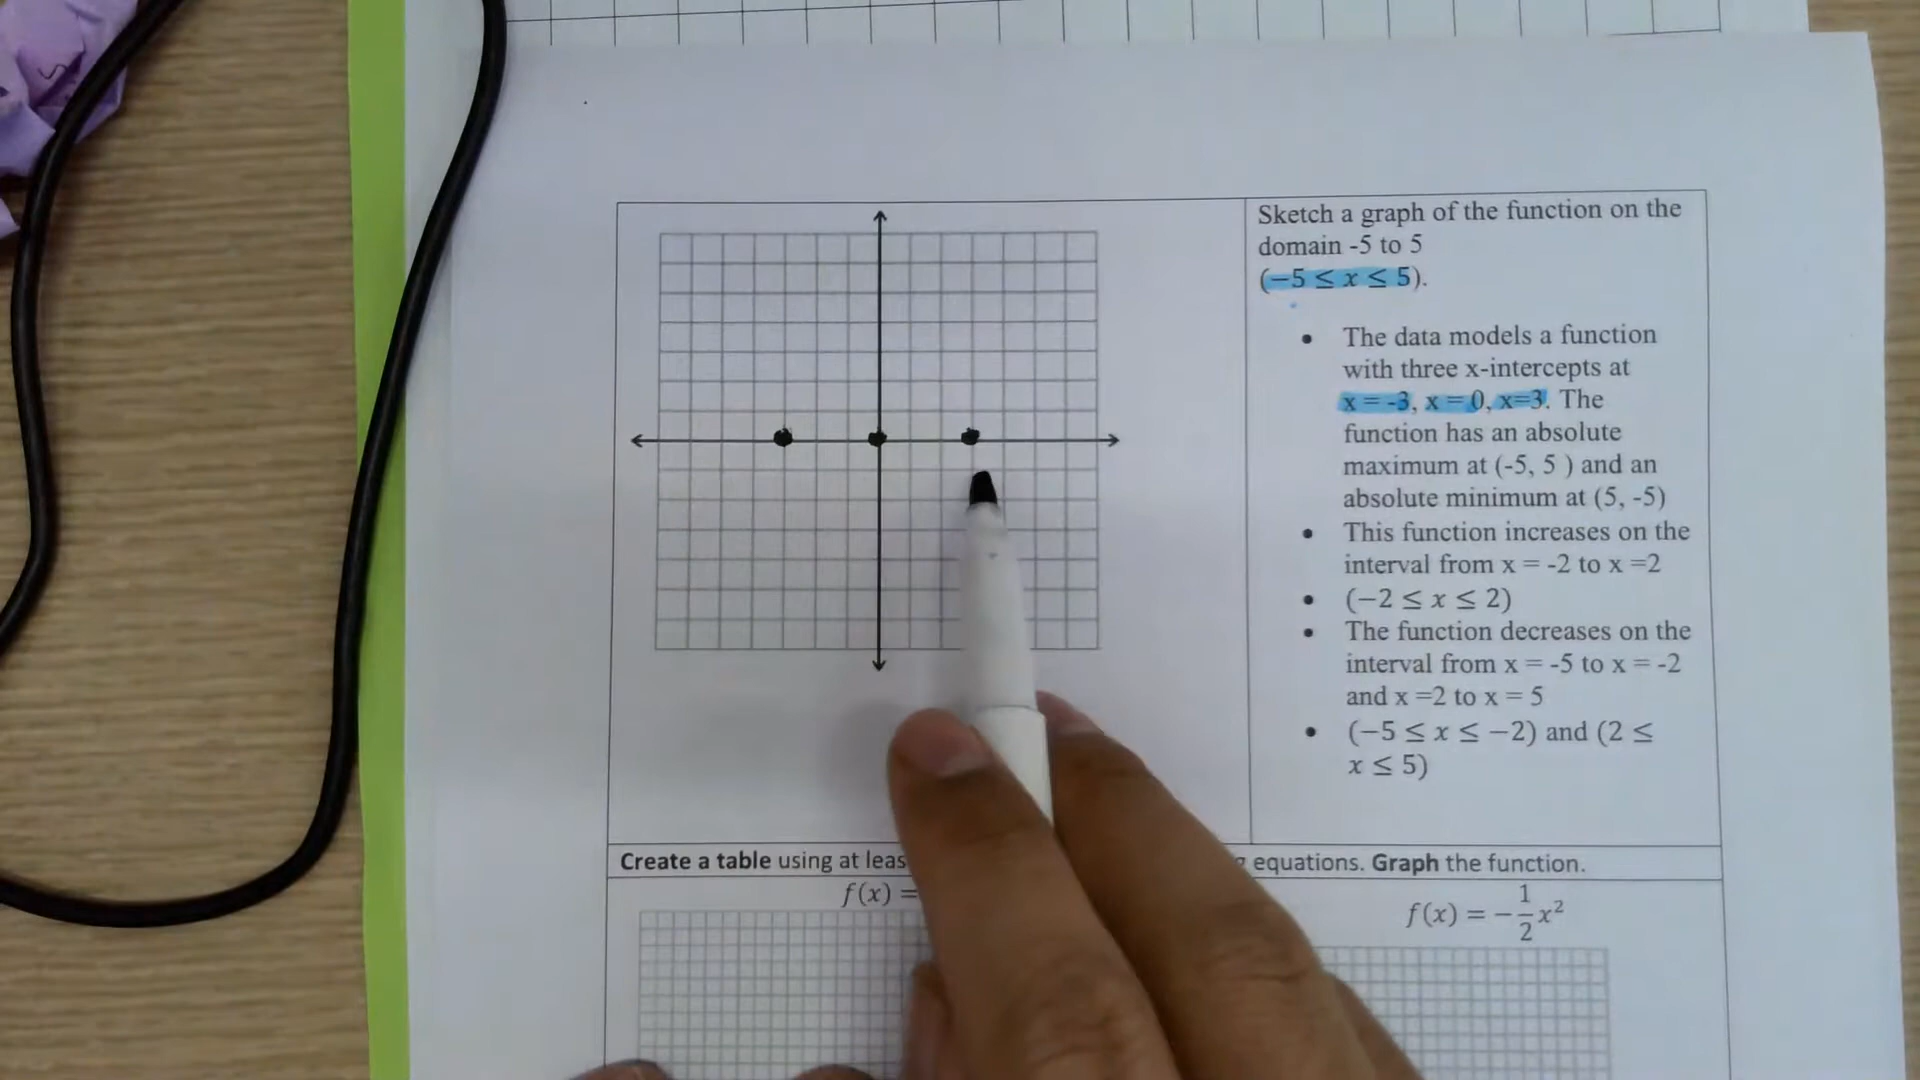 Sketch a graph of the function on the
domain -5 to 5
(−5 ≤ x ≤ 5).
• The data models a function
with three x-intercepts at
x = -3, x = 0, x=3. The
function has an absolute
maximum at (-5, 5 ) and an
absolute minimum at (5, -5)
• This function increases on the
interval from x = -2 to x =2
• (−2 ≤ x ≤ 2)
• The function decreases on the
interval from x = -5 to x = -2
and x =2 to x = 5
• (−5 ≤ x ≤ −2) and (2 ≤
x ≤ 5)
Create a table using at leas equations. Graph the function.
f(x) =
f(x) = −1/2 x²